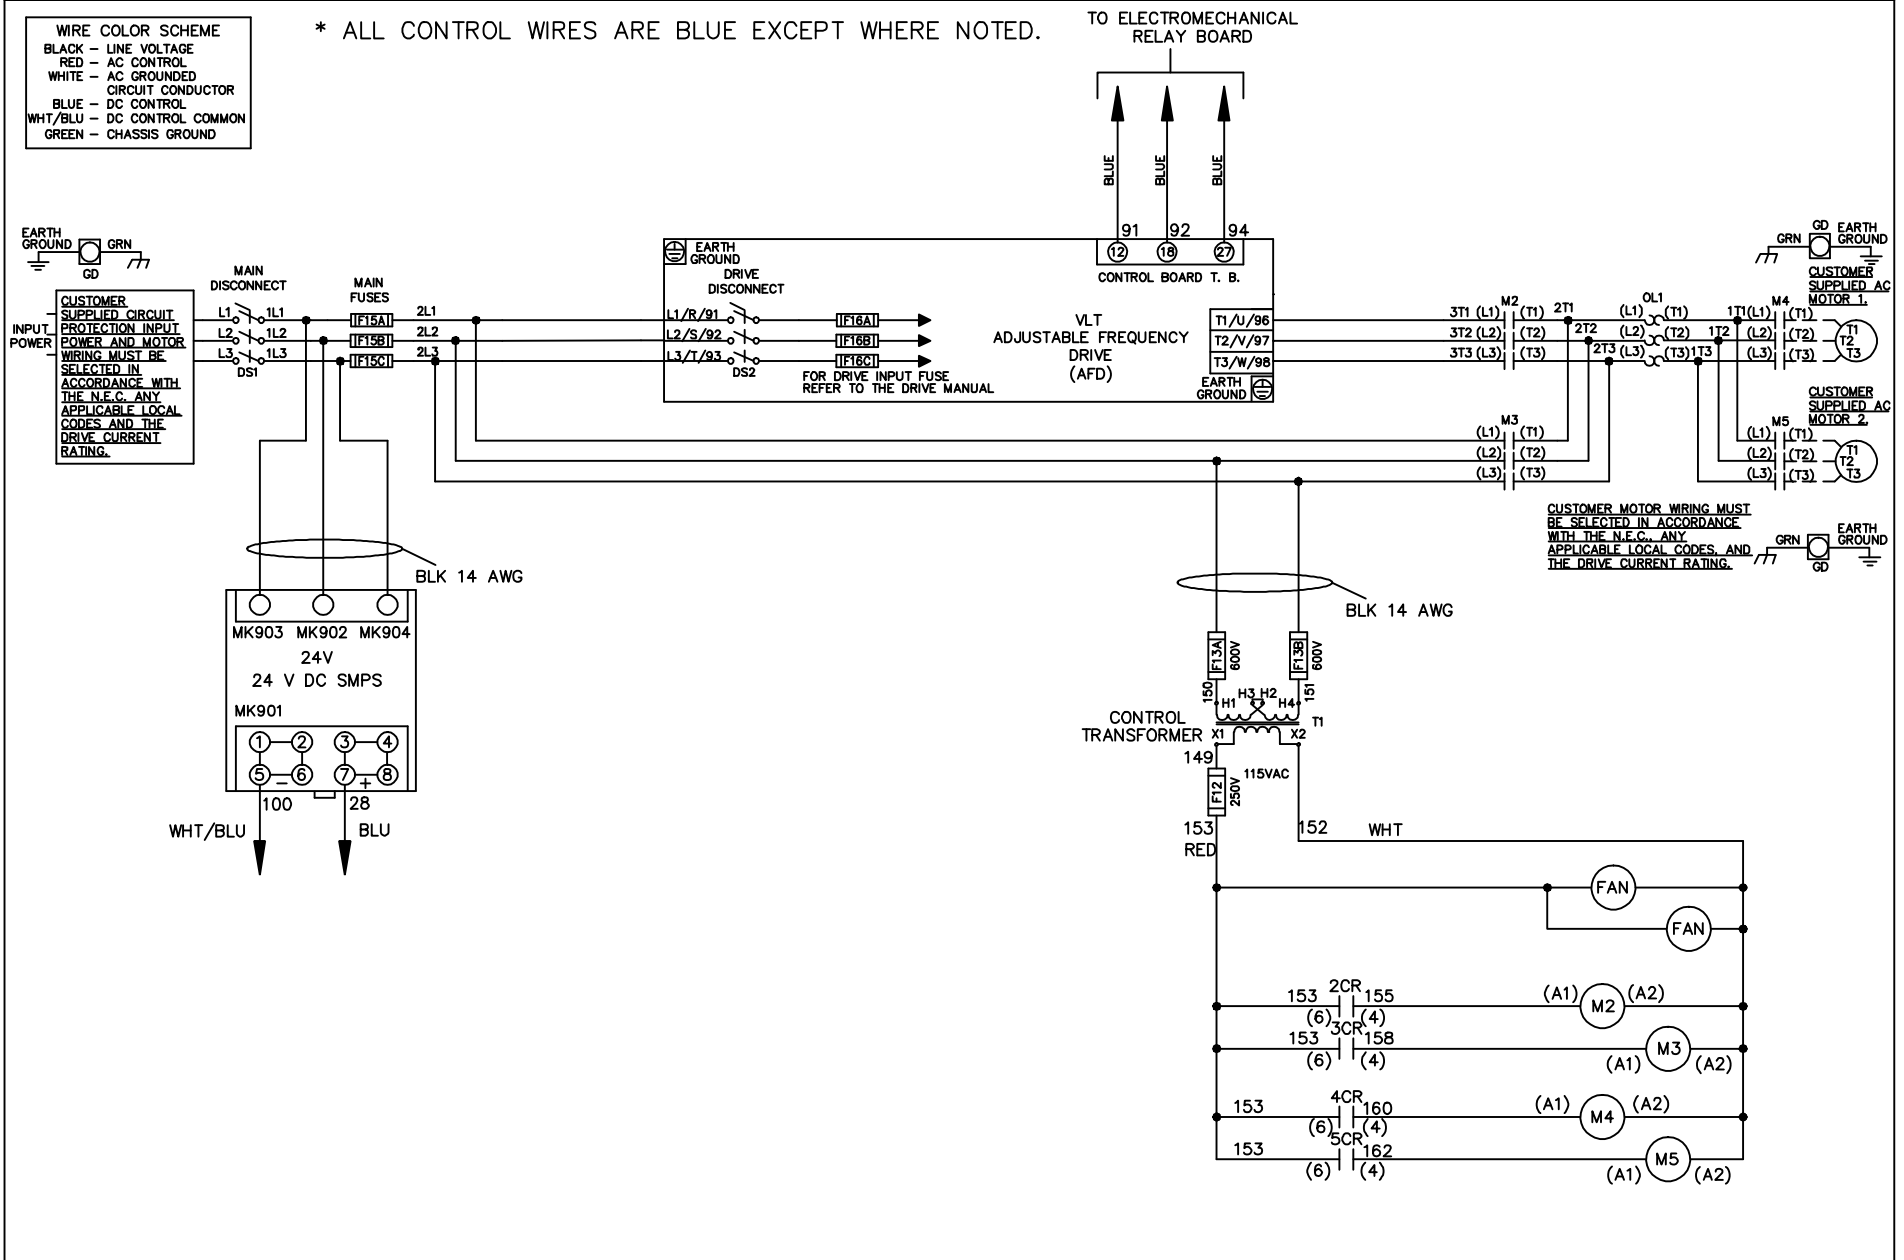 WIRE COLOR SCHEME
BLACK – LINE VOLTAGE
RED – AC CONTROL
WHITE – AC GROUNDED
CIRCUIT CONDUCTOR
BLUE – DC CONTROL
WHT/BLU – DC CONTROL COMMON
GREEN – CHASSIS GROUND
* ALL CONTROL WIRES ARE BLUE EXCEPT WHERE NOTED.
TO ELECTROMECHANICAL
RELAY BOARD
BLUE
BLUE
BLUE
91 92 94
12 18 27
CONTROL BOARD T. B.
EARTH
GROUND
GRN
GD
INPUT
POWER
CUSTOMER
SUPPLIED CIRCUIT
PROTECTION INPUT
POWER AND MOTOR
WIRING MUST BE
SELECTED IN
ACCORDANCE WITH
THE N.E.C. ANY
APPLICABLE LOCAL
CODES AND THE
DRIVE CURRENT
RATING.
MAIN
DISCONNECT
L1 1L1
L2 1L2
L3 1L3
DS1
MAIN
FUSES
F15A 2L1
F15B 2L2
F15C 2L3
EARTH
GROUND
DRIVE
DISCONNECT
L1/R/91
L2/S/92
L3/T/93
DS2
F16A
F16B
F16C
FOR DRIVE INPUT FUSE
REFER TO THE DRIVE MANUAL
VLT
ADJUSTABLE FREQUENCY
DRIVE
(AFD)
T1/U/96
T2/V/97
T3/W/98
EARTH
GROUND
M2
3T1 (L1) (T1) 2T1
3T2 (L2) (T2) 2T2
3T3 (L3) (T3) 2T3
OL1
(L1) (T1) 1T1
(L2) (T2) 1T2
(L3) (T3) 1T3
M4
(L1) (T1)
(L2) (T2)
(L3) (T3)
T1
T2
T3
GRN
GD
EARTH
GROUND
CUSTOMER
SUPPLIED AC
MOTOR 1.
M3
(L1) (T1)
(L2) (T2)
(L3) (T3)
CUSTOMER
SUPPLIED AC
MOTOR 2.
M5
(L1) (T1)
(L2) (T2)
(L3) (T3)
T1
T2
T3
CUSTOMER MOTOR WIRING MUST
BE SELECTED IN ACCORDANCE
WITH THE N.E.C., ANY
APPLICABLE LOCAL CODES, AND
THE DRIVE CURRENT RATING.
GRN
GD
EARTH
GROUND
BLK 14 AWG
MK903 MK902 MK904
24V
24 V DC SMPS
MK901
1 2 3 4
5 – 6 7 + 8
100 28
WHT/BLU BLU
BLK 14 AWG
F13A
600V
F13B
600V
150
151
H1 H3 H2 H4
T1
CONTROL
TRANSFORMER
X1 X2
149
115VAC
F12
250V
153
RED
152 WHT
FAN
FAN
2CR
153 155
(6) (4)
(A1) M2 (A2)
3CR
153 158
(6) (4)
(A1) M3 (A2)
4CR
153 160
(6) (4)
(A1) M4 (A2)
5CR
153 162
(6) (4)
(A1) M5 (A2)